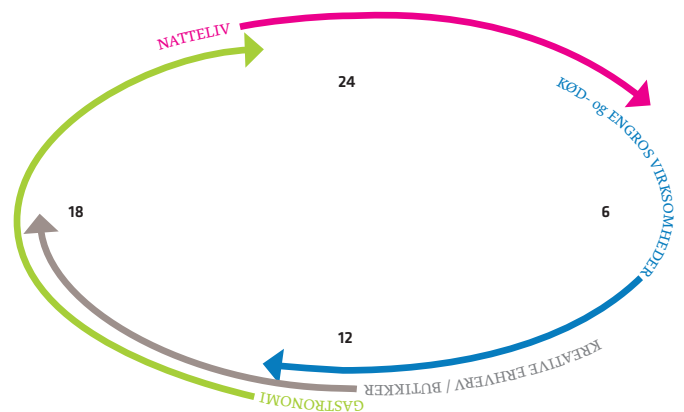 NATTELIV
24
KØD- og ENGROS VIRKSOMHEDER
18
6
12
KREATIVE ERHVERV / BUTIKKER
GASTRONOMI